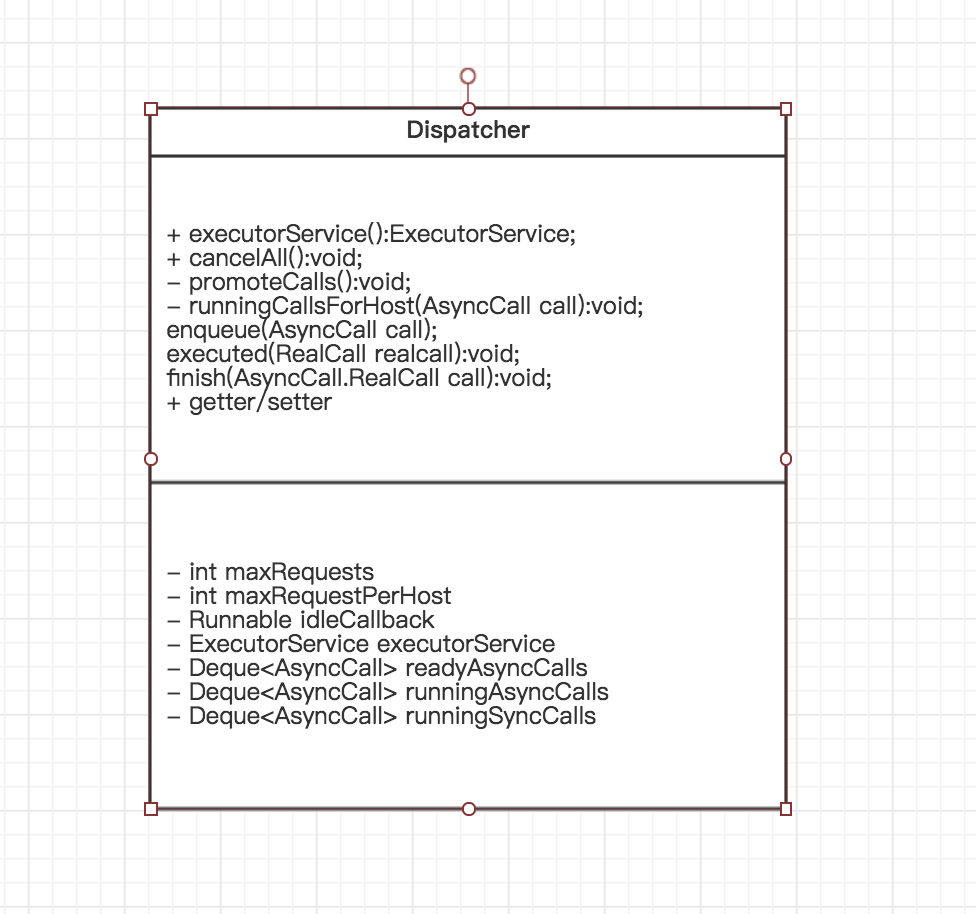 Dispatcher
+ executorService():ExecutorService;
+ cancelAll():void;
– promoteCalls():void;
– runningCallsForHost(AsyncCall call):void;
enqueue(AsyncCall call);
executed(RealCall realcall):void;
finish(AsyncCall.RealCall call):void;
+ getter/setter
– int maxRequests
– int maxRequestPerHost
– Runnable idleCallback
– ExecutorService executorService
– Deque<AsyncCall> readyAsyncCalls
– Deque<AsyncCall> runningAsyncCalls
– Deque<AsyncCall> runningSyncCalls